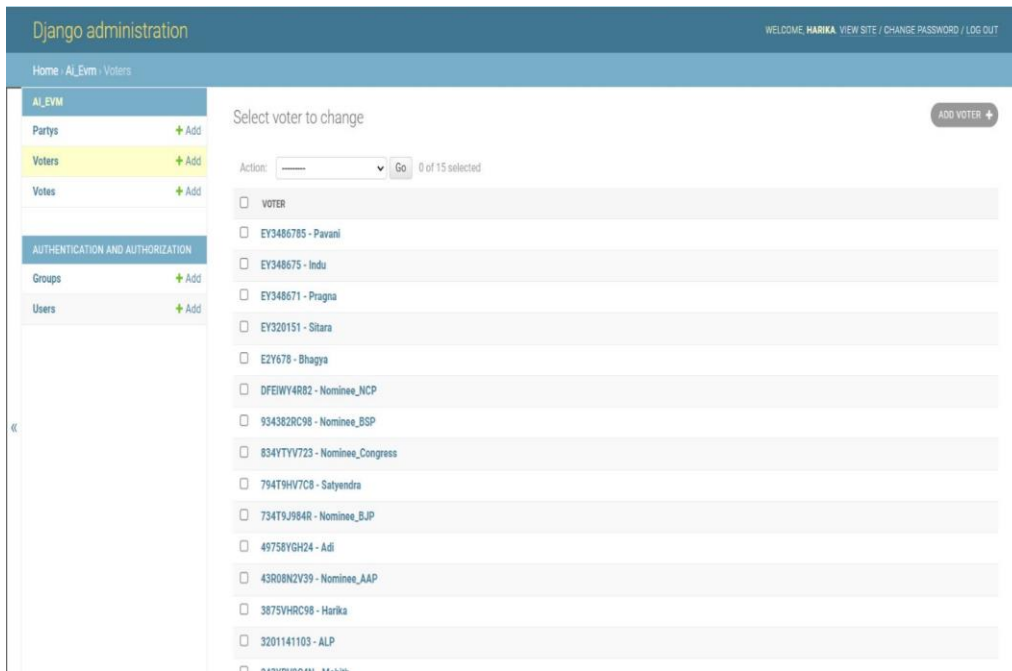 Django administration
WELCOME, HARIKA. VIEW SITE / CHANGE PASSWORD / LOG OUT
Home › Ai_Evm › Voters
AI_EVM
Partys + Add
Voters + Add
Votes + Add
AUTHENTICATION AND AUTHORIZATION
Groups + Add
Users + Add
«
Select voter to change
ADD VOTER +
Action: --------- Go 0 of 15 selected
VOTER
EY3486785 - Pavani
EY348675 - Indu
EY348671 - Pragna
EY320151 - Sitara
E2Y678 - Bhagya
DFEIWY4R82 - Nominee_NCP
934382RC98 - Nominee_BSP
834YTYV723 - Nominee_Congress
794T9HV7C8 - Satyendra
734T9J984R - Nominee_BJP
49758YGH24 - Adi
43R08N2V39 - Nominee_AAP
3875VHRC98 - Harika
3201141103 - ALP